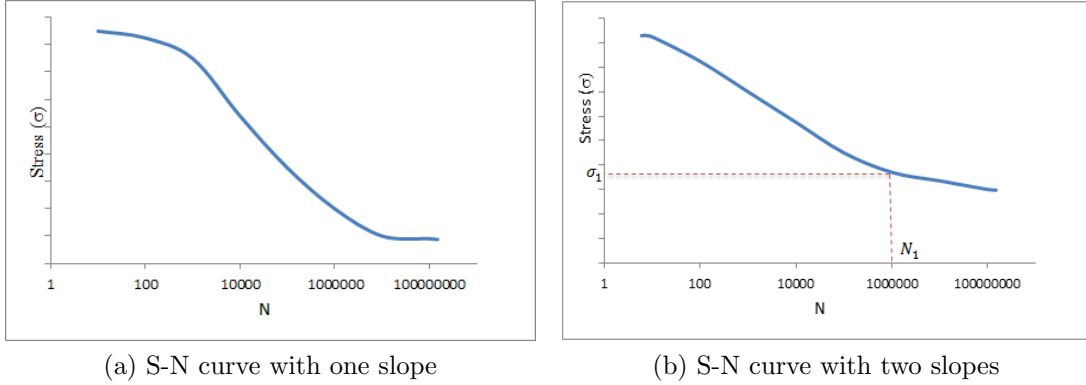 Stress (σ)
1 100 10000 1000000 100000000
N
(a) S-N curve with one slope
Stress (σ)
σ₁
N₁
1 100 10000 1000000 100000000
N
(b) S-N curve with two slopes